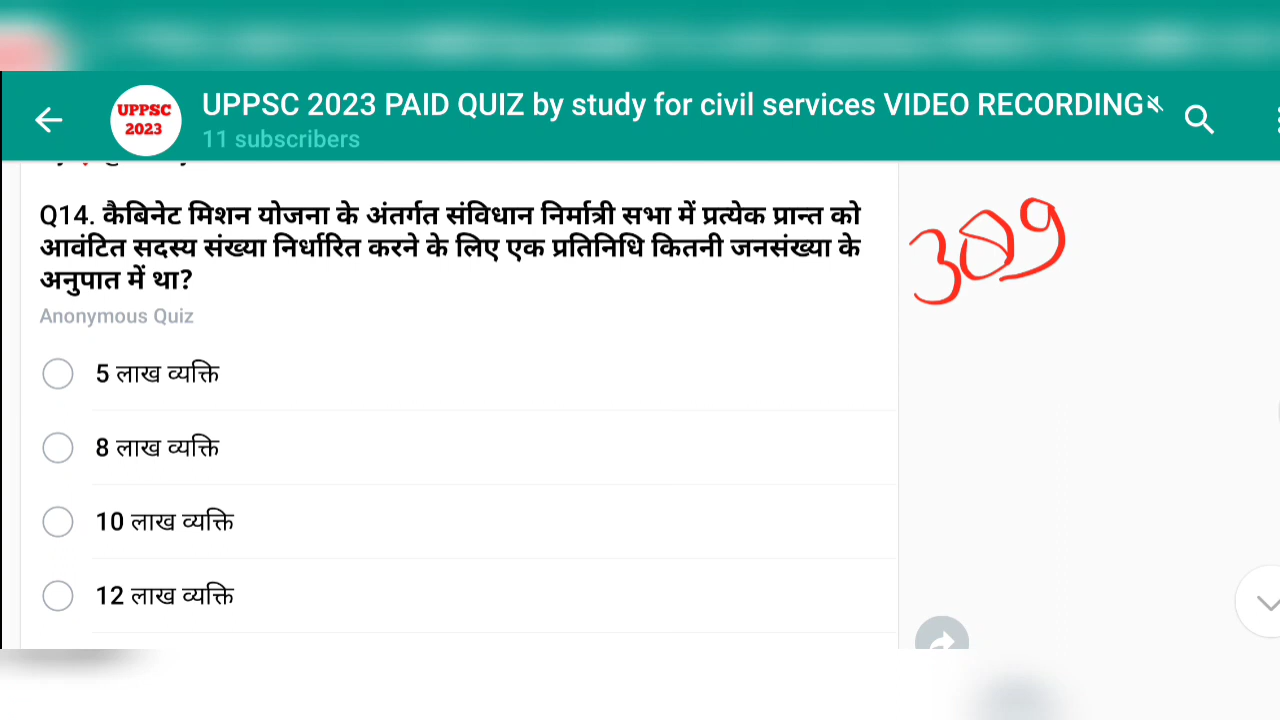 UPPSC
2023
UPPSC 2023 PAID QUIZ by study for civil services VIDEO RECORDING
11 subscribers
Q14. कैबिनेट मिशन योजना के अंतर्गत संविधान निर्मात्री सभा में प्रत्येक प्रान्त को
आवंटित सदस्य संख्या निर्धारित करने के लिए एक प्रतिनिधि कितनी जनसंख्या के
अनुपात में था?
389
Anonymous Quiz
5 लाख व्यक्ति
8 लाख व्यक्ति
10 लाख व्यक्ति
12 लाख व्यक्ति